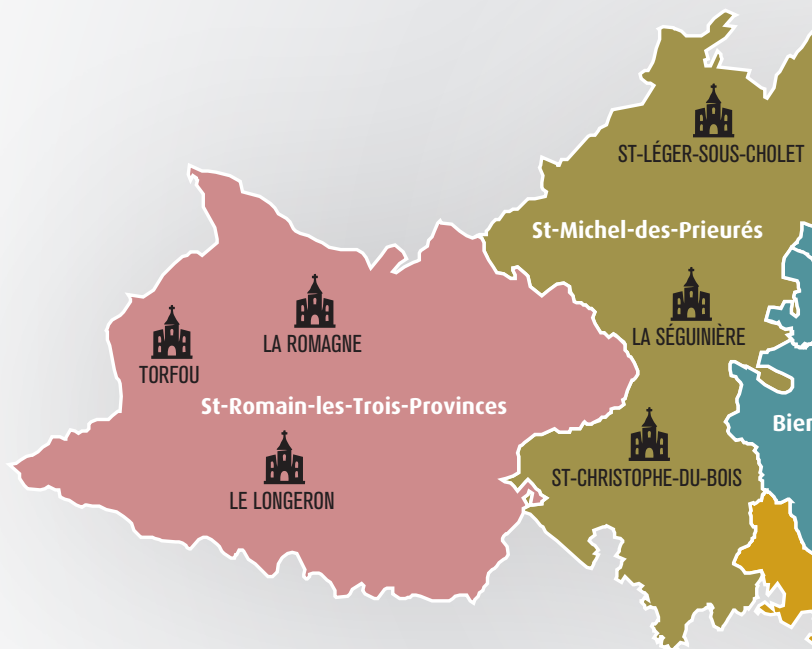 ST-LÉGER-SOUS-CHOLET
St-Michel-des-Prieurés
LA SÉGUINIÈRE
LA ROMAGNE
TORFOU
St-Romain-les-Trois-Provinces
ST-CHRISTOPHE-DU-BOIS
LE LONGERON